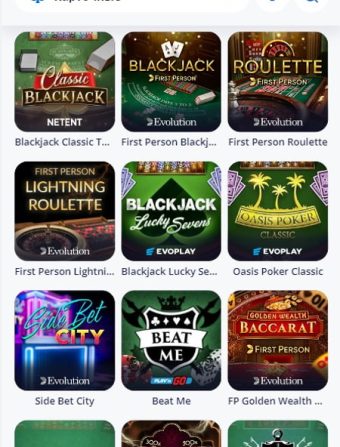 Classic
BLACKJACK
NETENT
BLACKJACK
FIRST PERSON
Evolution
ROULETTE
FIRST PERSON
Evolution
Blackjack Classic T...
First Person Blackj...
First Person Roulette
FIRST PERSON
LIGHTNING
ROULETTE
Evolution
BLACKJACK
Lucky Sevens
EVOPLAY
OASIS POKER
CLASSIC
EVOPLAY
First Person Lightni...
Blackjack Lucky Se...
Oasis Poker Classic
Side Bet
CITY
Evolution
BEAT
ME
PLAY'N GO
GOLDEN WEALTH
BACCARAT
FIRST PERSON
Evolution
Side Bet City
Beat Me
FP Golden Wealth ...